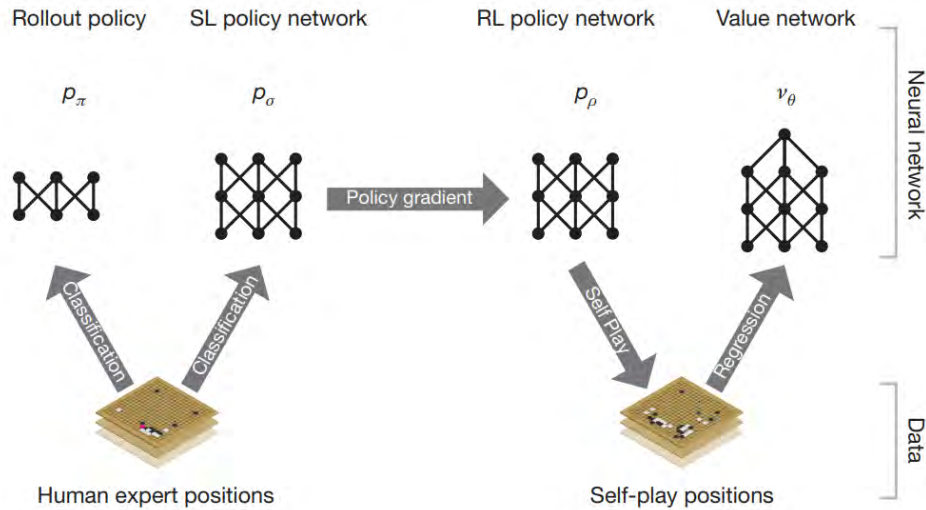 Rollout policy
SL policy network
RL policy network
Value network
pπ
pσ
pρ
νθ
Policy gradient
Classification
Classification
Self Play
Regression
Neural network
Data
Human expert positions
Self-play positions